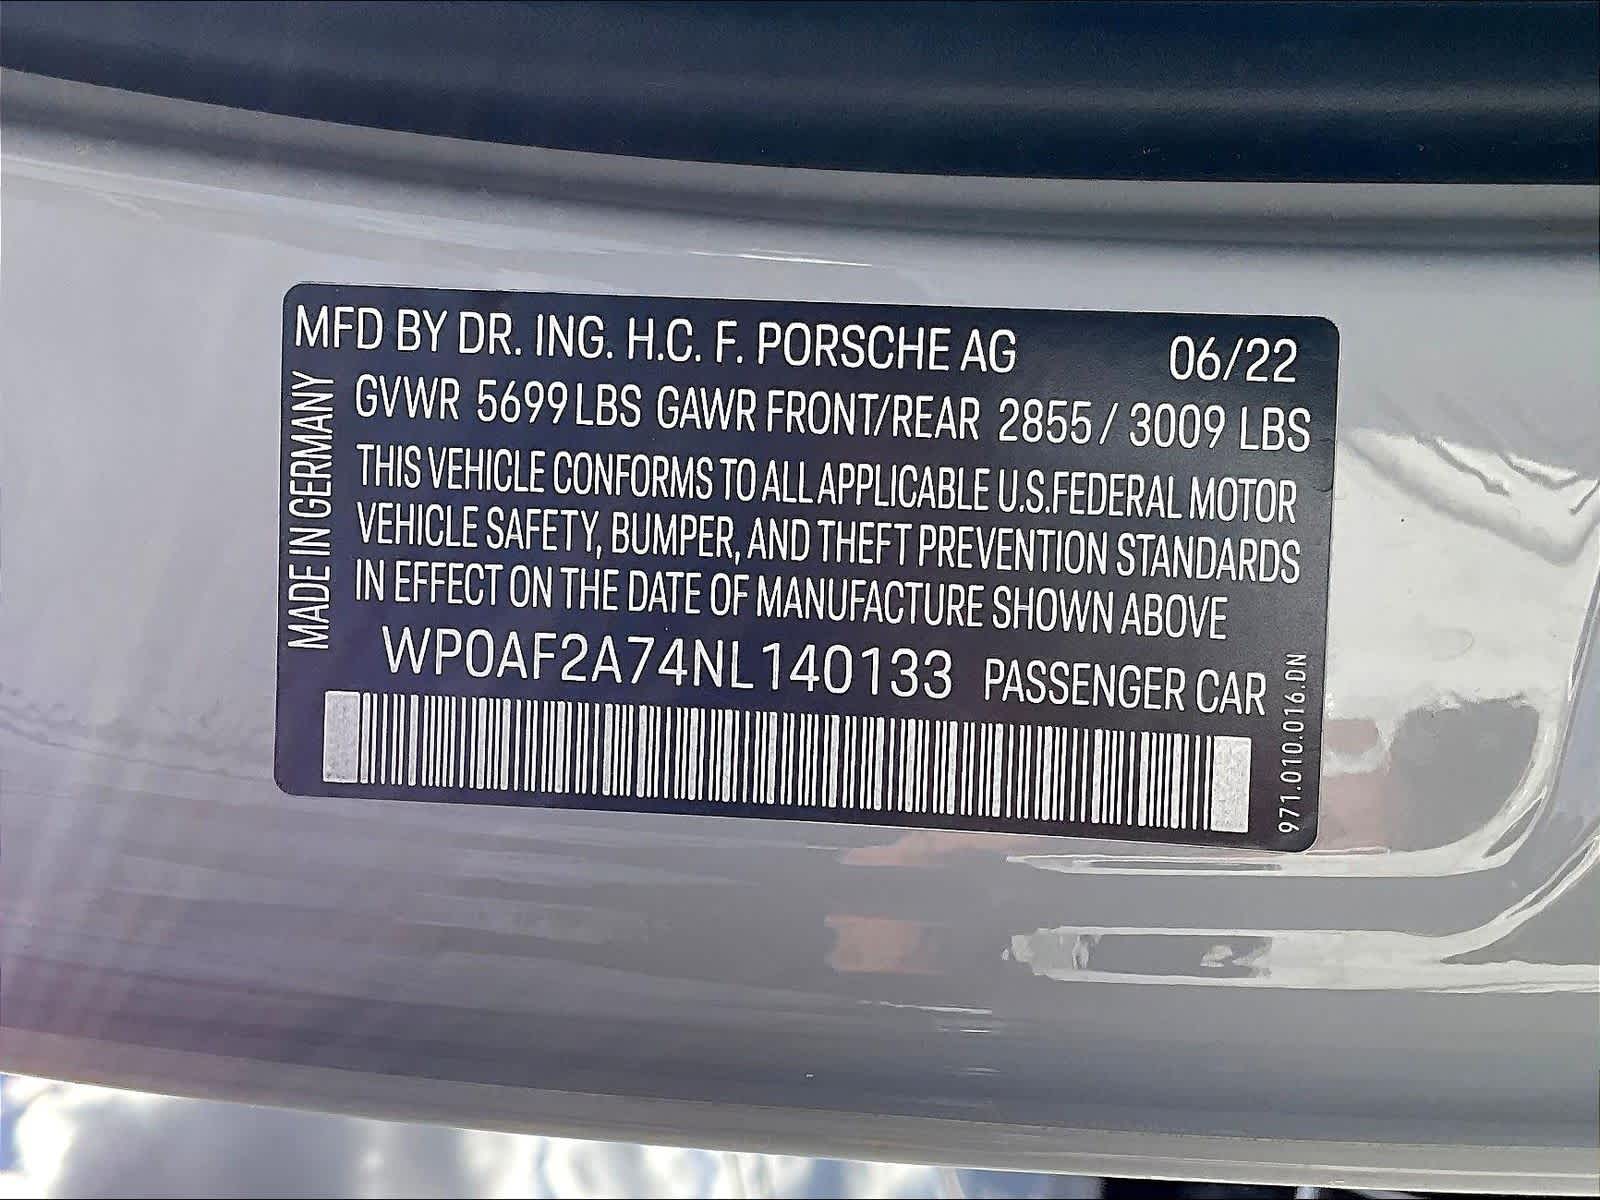 MFD BY DR. ING. H.C. F. PORSCHE AG 06/22
GVWR 5699 LBS GAWR FRONT/REAR 2855 / 3009 LBS
THIS VEHICLE CONFORMS TO ALL APPLICABLE U.S.FEDERAL MOTOR
VEHICLE SAFETY, BUMPER, AND THEFT PREVENTION STANDARDS
IN EFFECT ON THE DATE OF MANUFACTURE SHOWN ABOVE
WP0AF2A74NL140133 PASSENGER CAR
MADE IN GERMANY
971.010.016.DN